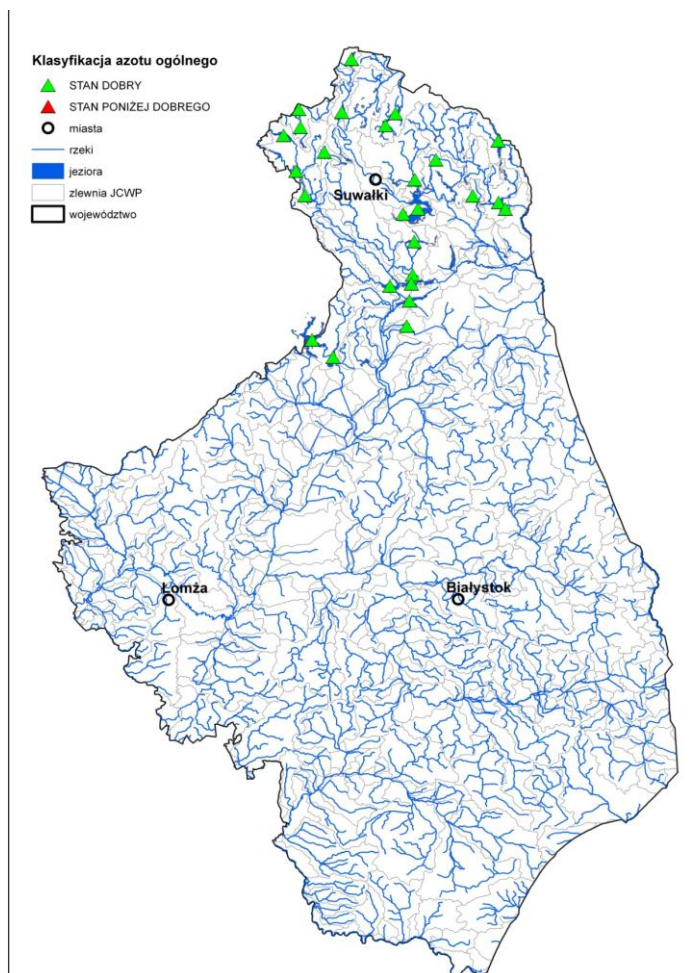 Klasyfikacja azotu ogólnego
STAN DOBRY
STAN PONIŻEJ DOBREGO
miasta
rzeki
jeziora
zlewnia JCWP
województwo
Suwałki
Łomża
Białystok